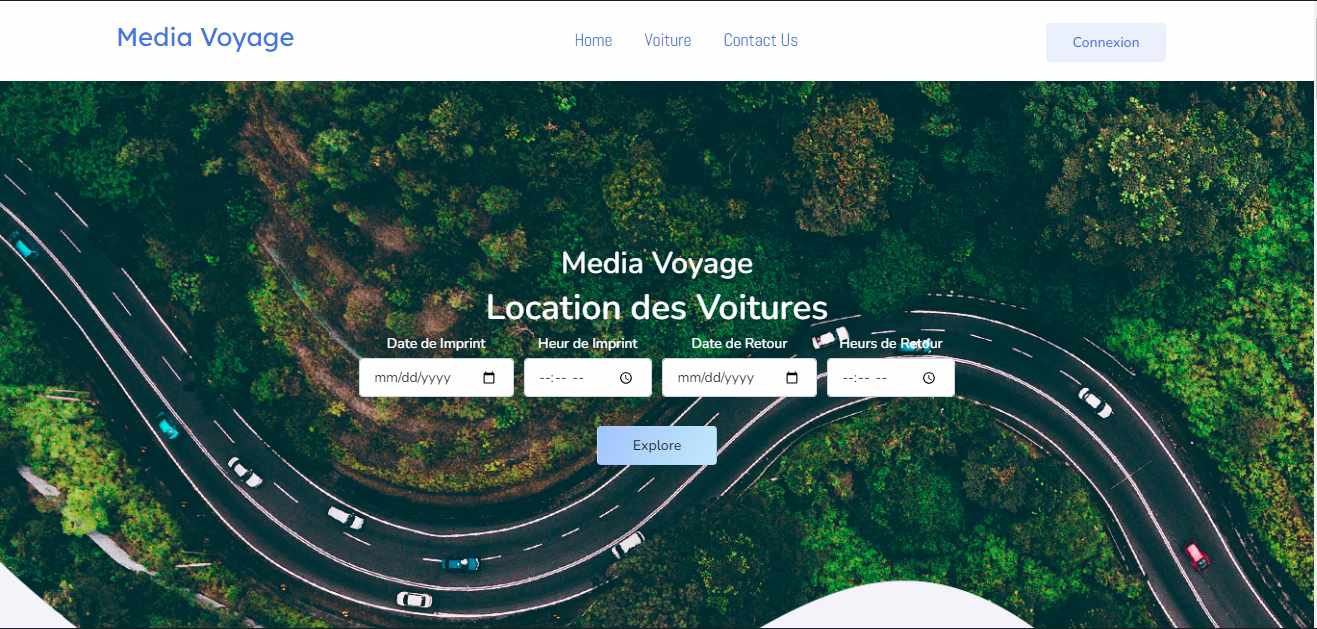 Media Voyage
Home Voiture Contact Us
Connexion
Media Voyage
Location des Voitures
Date de Imprint Heur de Imprint Date de Retour Heurs de Retour
mm/dd/yyyy --:-- -- mm/dd/yyyy --:-- --
Explore